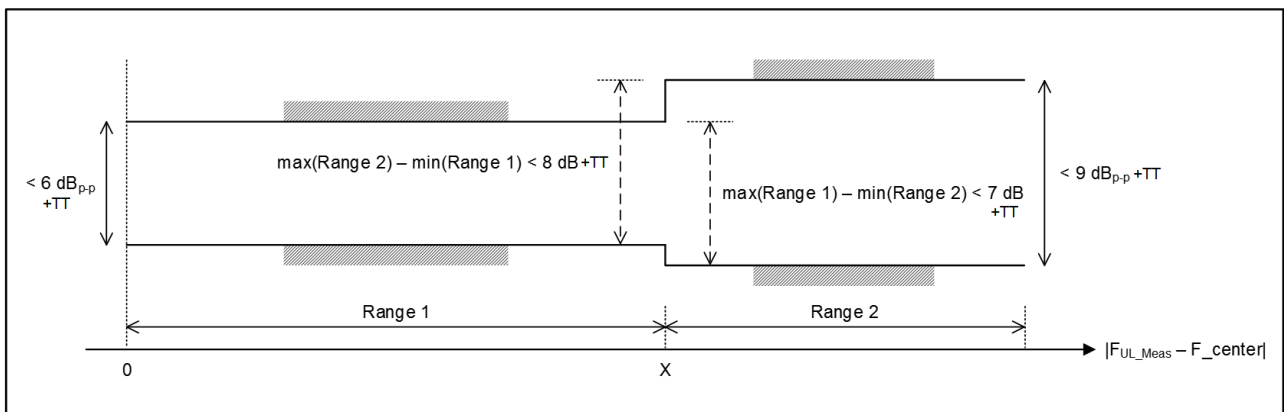 max(Range 2) – min(Range 1) < 8 dB +TT
< 6 dBp-p
+TT
< 9 dBp-p +TT
max(Range 1) – min(Range 2) < 7 dB
+TT
Range 1
Range 2
|FUL_Meas – F_center|
0
X